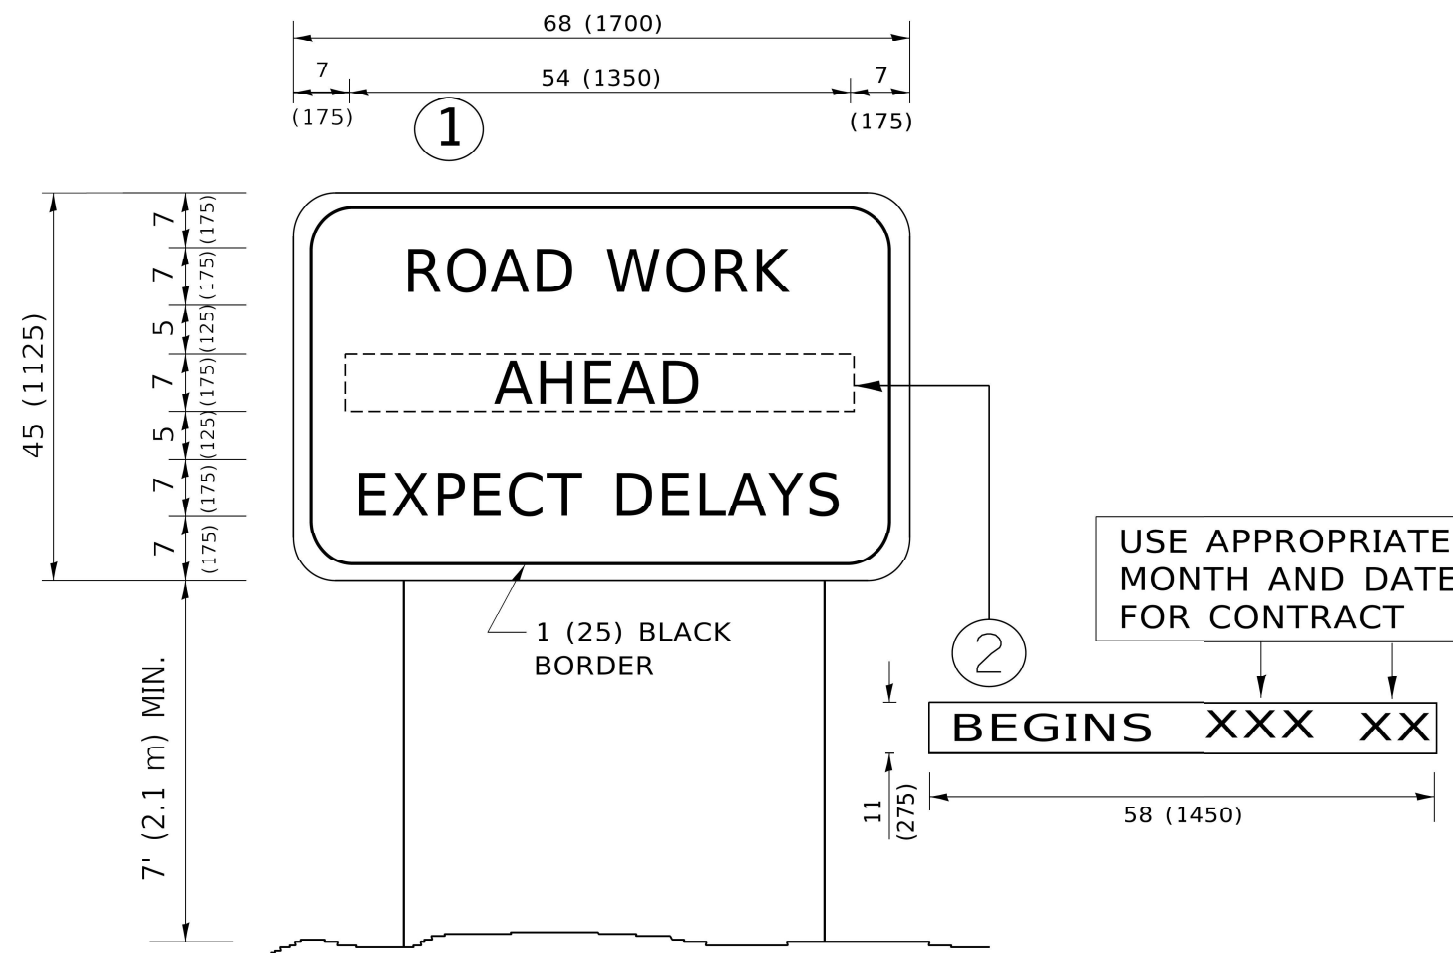 68 (1700)
7
54 (1350)
7
(175)
(175)
1
45 (1125)
7 (175)
7 (175)
5 (125)
7 (175)
5 (125)
7 (175)
7 (175)
ROAD WORK
AHEAD
EXPECT DELAYS
1 (25) BLACK
BORDER
7' (2.1 m) MIN.
2
USE APPROPRIATE
MONTH AND DATE
FOR CONTRACT
BEGINS XXX XX
11
(275)
58 (1450)